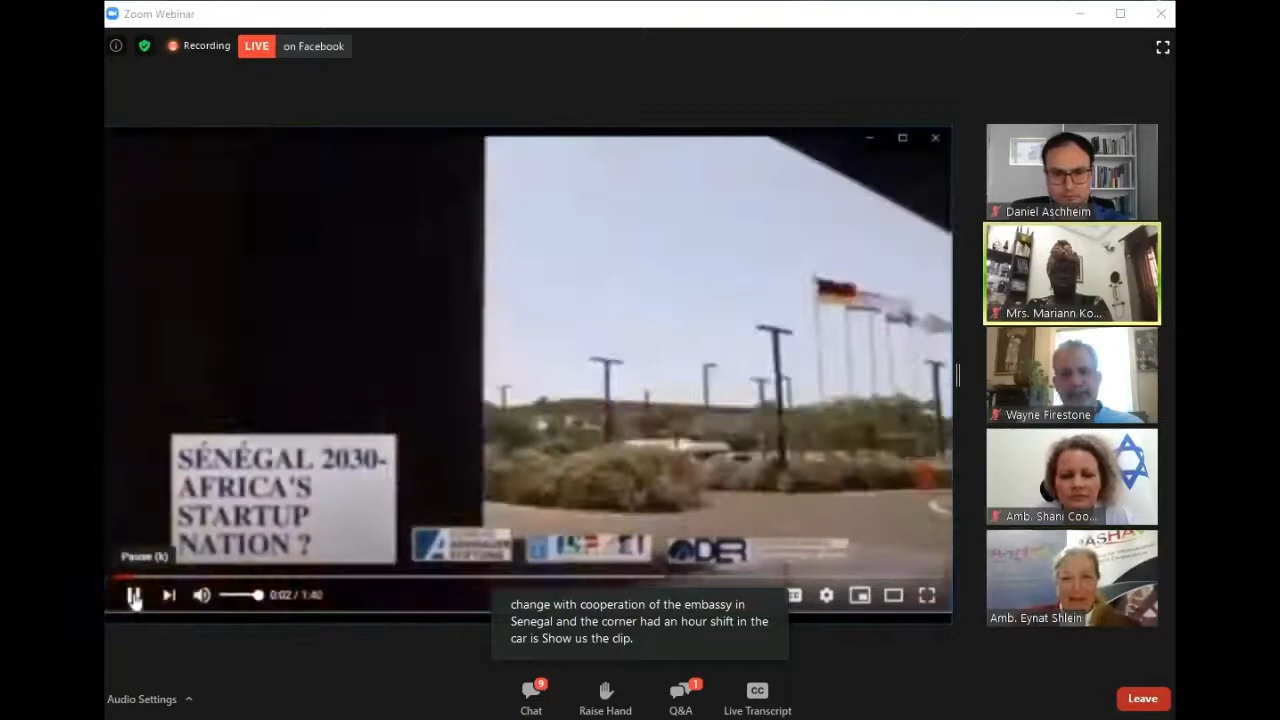 Zoom Webinar
Recording
LIVE
on Facebook
Daniel Aschheim
Mrs. Mariann Ko...
Wayne Firestone
Amb. Shani Coo...
Amb. Eynat Shlein
SÉNÉGAL 2030-
AFRICA'S
STARTUP
NATION ?
STIFTUNG
DER
Pause (k)
0:02 / 1:40
change with cooperation of the embassy in
Senegal and the corner had an hour shift in the
car is Show us the clip.
Audio Settings
9
Chat
Raise Hand
1
Q&A
CC
Live Transcript
Leave